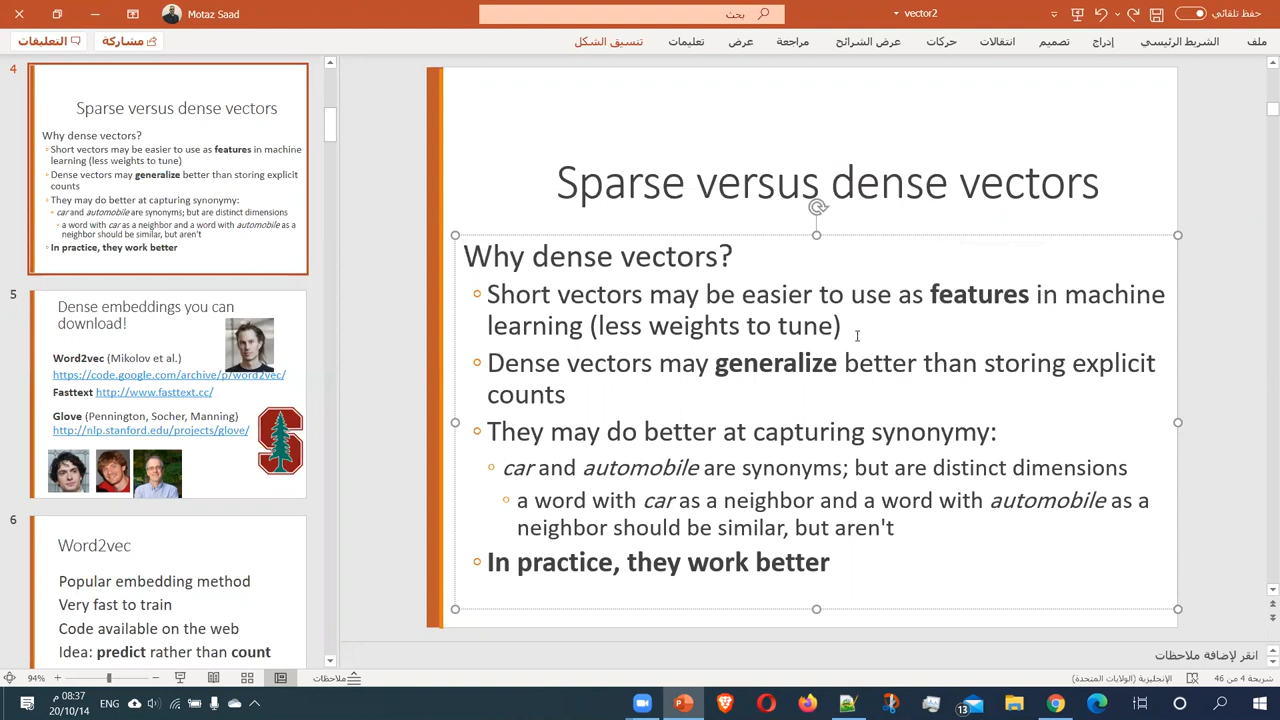 Motaz Saad
بحث
vector2
حفظ تلقائي
ملف
الشريط الرئيسي
إدراج
تصميم
انتقالات
حركات
عرض الشرائح
مراجعة
عرض
تعليمات
تنسيق الشكل
مشاركة
التعليقات
4
Sparse versus dense vectors
Why dense vectors?
Short vectors may be easier to use as features in machine
learning (less weights to tune)
Dense vectors may generalize better than storing explicit
counts
They may do better at capturing synonymy:
car and automobile are synonyms; but are distinct dimensions
a word with car as a neighbor and a word with automobile as a
neighbor should be similar, but aren't
In practice, they work better
5
Dense embeddings you can
download!
Word2vec (Mikolov et al.)
https://code.google.com/archive/p/word2vec/
Fasttext http://www.fasttext.cc/
Glove (Pennington, Socher, Manning)
http://nlp.stanford.edu/projects/glove/
6
Word2vec
Popular embedding method
Very fast to train
Code available on the web
Idea: predict rather than count
Sparse versus dense vectors
Why dense vectors?
Short vectors may be easier to use as features in machine
learning (less weights to tune)
Dense vectors may generalize better than storing explicit
counts
They may do better at capturing synonymy:
car and automobile are synonyms; but are distinct dimensions
a word with car as a neighbor and a word with automobile as a
neighbor should be similar, but aren't
In practice, they work better
انقر لإضافة ملاحظات
شريحة 4 من 46
الإنجليزية (الولايات المتحدة)
ملاحظات
94%
08:37
20/10/14
ENG
13